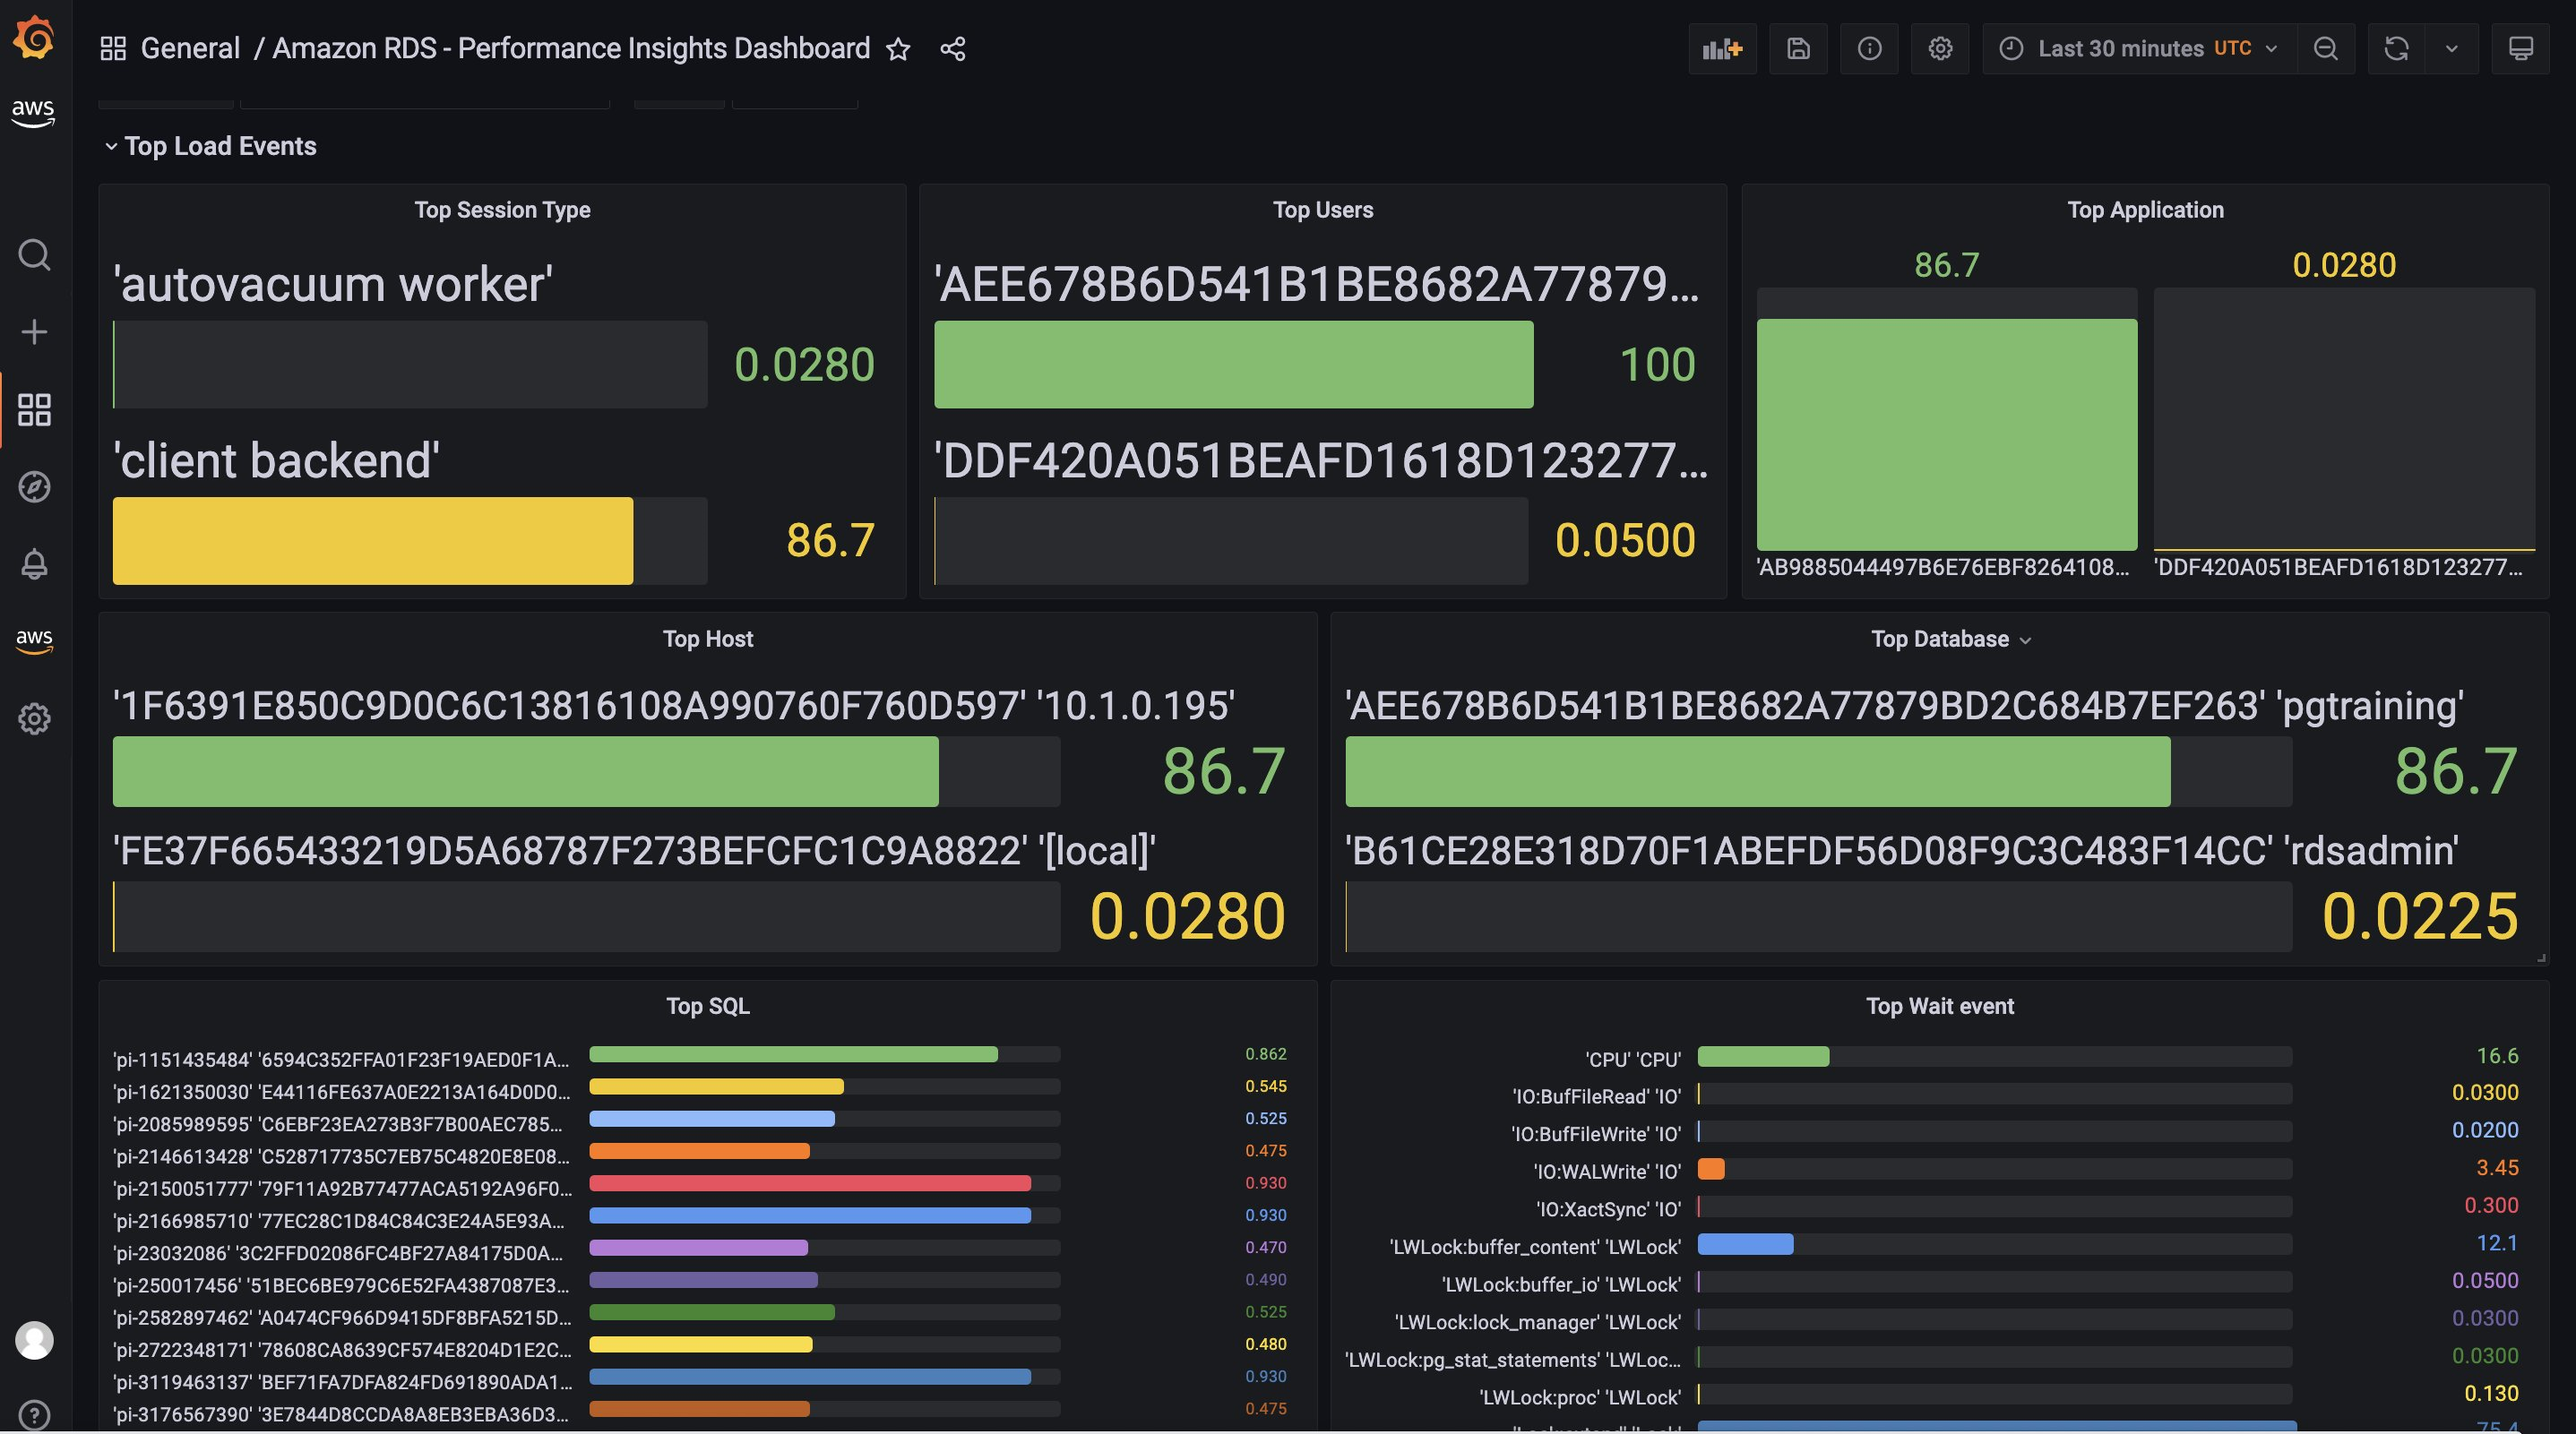 General / Amazon RDS - Performance Insights Dashboard
Last 30 minutes UTC
aws
Top Load Events
Top Session Type
'autovacuum worker'
0.0280
'client backend'
86.7
Top Users
'AEE678B6D541B1BE8682A77879...
100
'DDF420A051BEAFD1618D123277...
0.0500
Top Application
86.7
0.0280
'AB9885044497B6E76EBF8264108...
'DDF420A051BEAFD1618D123277...
aws
Top Host
'1F6391E850C9D0C6C13816108A990760F760D597' '10.1.0.195'
86.7
'FE37F665433219D5A68787F273BEFCFC1C9A8822' '[local]'
0.0280
Top Database
'AEE678B6D541B1BE8682A77879BD2C684B7EF263' 'pgtraining'
86.7
'B61CE28E318D70F1ABEFDF56D08F9C3C483F14CC' 'rdsadmin'
0.0225
Top SQL
'pi-1151435484' '6594C352FFA01F23F19AED0F1A... 0.862
'pi-1621350030' 'E44116FE637A0E2213A164D0D0... 0.545
'pi-2085989595' 'C6EBF23EA273B3F7B00AEC785... 0.525
'pi-2146613428' 'C528717735C7EB75C4820E8E08... 0.475
'pi-2150051777' '79F11A92B77477ACA5192A96F0... 0.930
'pi-2166985710' '77EC28C1D84C84C3E24A5E93A... 0.930
'pi-23032086' '3C2FFD02086FC4BF27A84175D0A... 0.470
'pi-250017456' '51BEC6BE979C6E52FA4387087E3... 0.490
'pi-2582897462' 'A0474CF966D9415DF8BFA5215D... 0.525
'pi-2722348171' '78608CA8639CF574E8204D1E2C... 0.480
'pi-3119463137' 'BEF71FA7DFA824FD691890ADA1... 0.930
'pi-3176567390' '3E7844D8CCDA8A8EB3EBA36D3... 0.475
Top Wait event
'CPU' 'CPU' 16.6
'IO:BufFileRead' 'IO' 0.0300
'IO:BufFileWrite' 'IO' 0.0200
'IO:WALWrite' 'IO' 3.45
'IO:XactSync' 'IO' 0.300
'LWLock:buffer_content' 'LWLock' 12.1
'LWLock:buffer_io' 'LWLock' 0.0500
'LWLock:lock_manager' 'LWLock' 0.0300
'LWLock:pg_stat_statements' 'LWLoc... 0.0300
'LWLock:proc' 'LWLock' 0.130
75.4